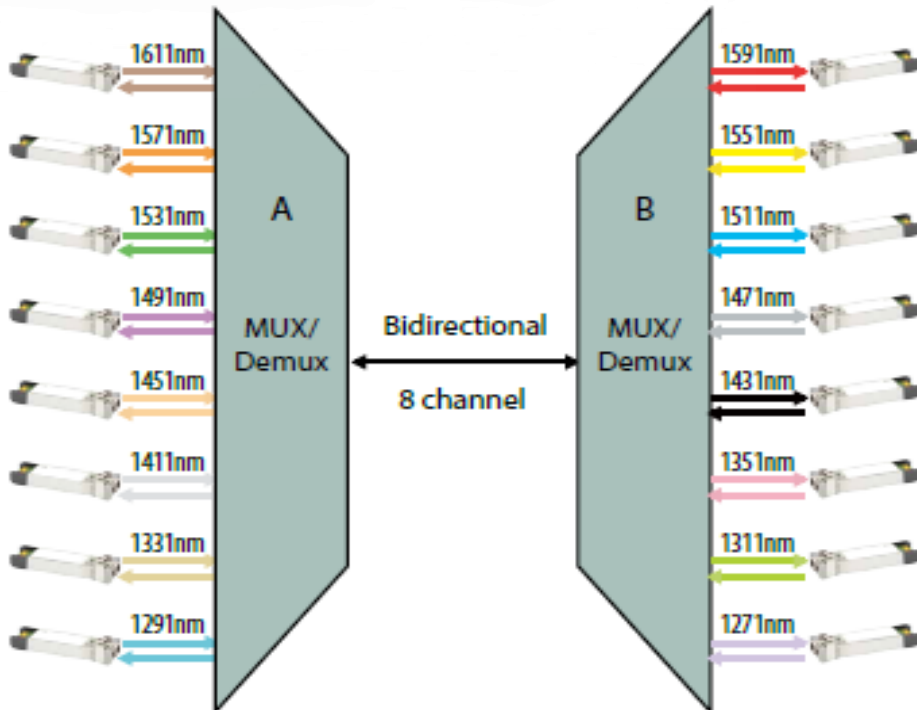 1611nm
1591nm
1571nm
1551nm
1531nm
A
B
1511nm
1491nm
1471nm
MUX/
Demux
Bidirectional
8 channel
MUX/
Demux
1451nm
1431nm
1411nm
1351nm
1331nm
1311nm
1291nm
1271nm